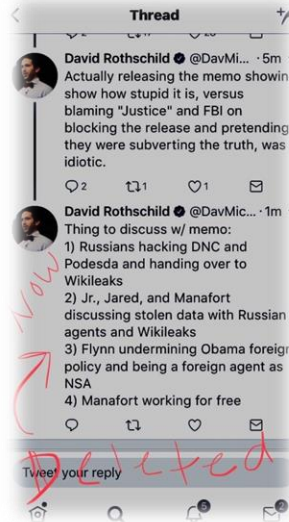 Thread
David Rothschild @DavMi... · 5m
Actually releasing the memo showin
show how stupid it is, versus
blaming "Justice" and FBI on
blocking the release and pretending
they were subverting the truth, was
idiotic.
2 1 1
David Rothschild @DavMic... · 1m
Thing to discuss w/ memo:
1) Russians hacking DNC and
Podesda and handing over to
Wikileaks
2) Jr., Jared, and Manafort
discussing stolen data with Russian
agents and Wikileaks
3) Flynn undermining Obama foreign
policy and being a foreign agent as
NSA
4) Manafort working for free
NOW
Deleted
Tweet your reply